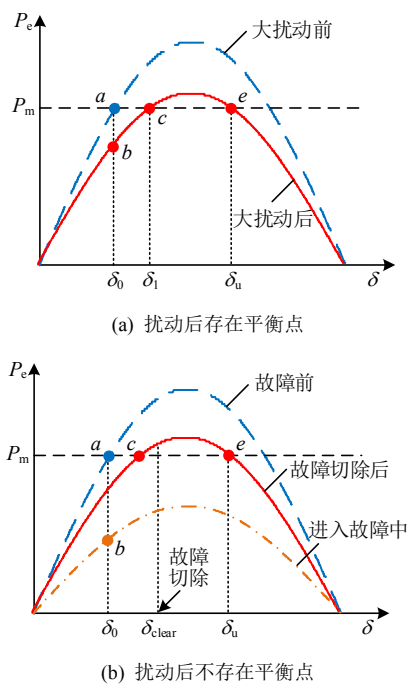 Pe
大扰动前
Pm
a
c
e
b
大扰动后
δ0
δ1
δu
δ
(a) 扰动后存在平衡点
Pe
故障前
Pm
a
c
e
故障切除后
b
进入故障中
故障
切除
δ0
δclear
δu
δ
(b) 扰动后不存在平衡点